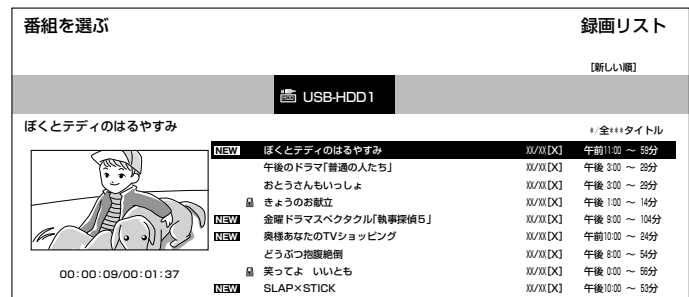 番組を選ぶ 録画リスト
[新しい順]
USB-HDD1
ぼくとテディのはるやすみ */全***タイトル
NEW ぼくとテディのはるやすみ XX/XX[X] 午前11:00 ～ 59分
午後のドラマ「普通の人たち」 XX/XX[X] 午後 3:00 ～ 29分
おとうさんもいっしょ XX/XX[X] 午後 3:00 ～ 29分
きょうのお献立 XX/XX[X] 午後 1:00 ～ 14分
NEW 金曜ドラマスペクタクル「執事探偵5」 XX/XX[X] 午後 9:00 ～ 104分
NEW 奥様あなたのTVショッピング XX/XX[X] 午前10:00 ～ 24分
どうぶつ抱腹絶倒 XX/XX[X] 午後 8:00 ～ 54分
00:00:09/00:01:37 笑ってよ いいとも XX/XX[X] 午後 0:00 ～ 56分
NEW SLAP×STICK XX/XX[X] 午後10:00 ～ 53分